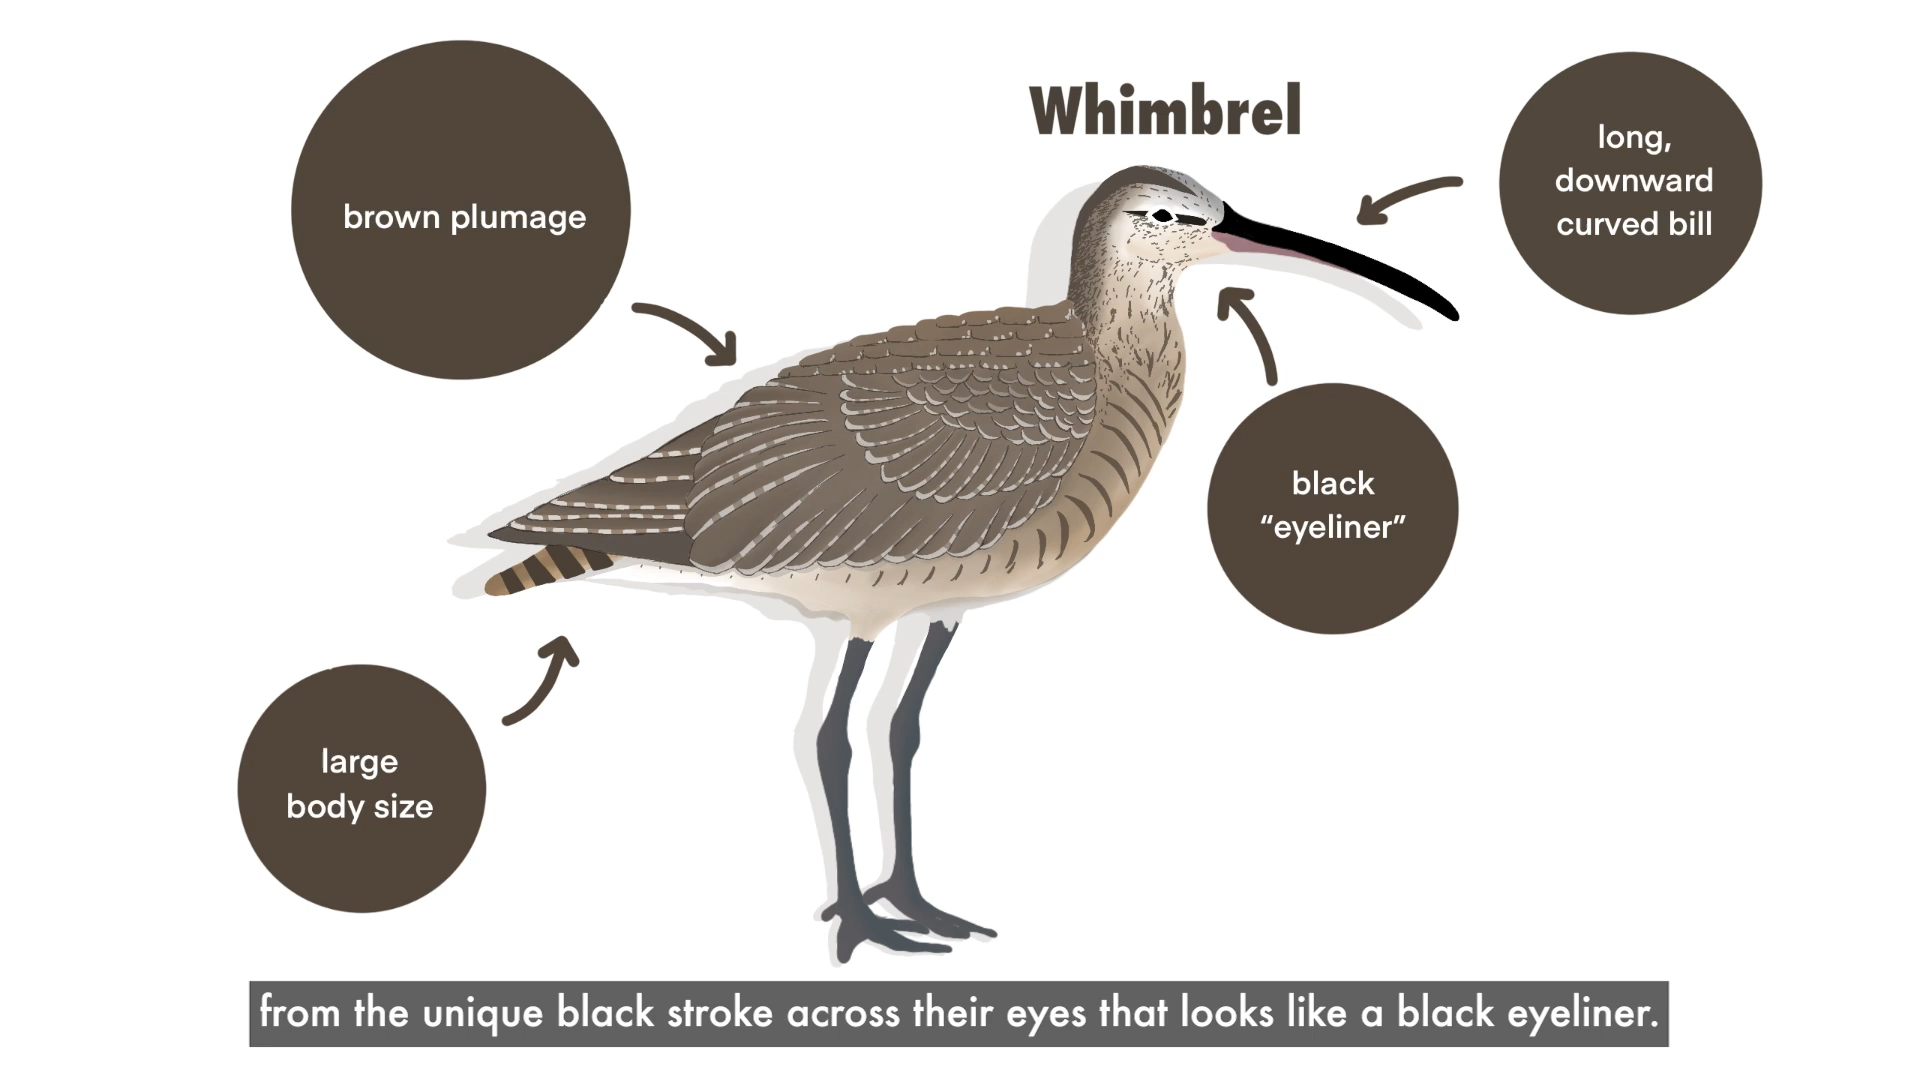 Whimbrel
brown plumage
long,
downward
curved bill
black
“eyeliner”
large
body size
from the unique black stroke across their eyes that looks like a black eyeliner.